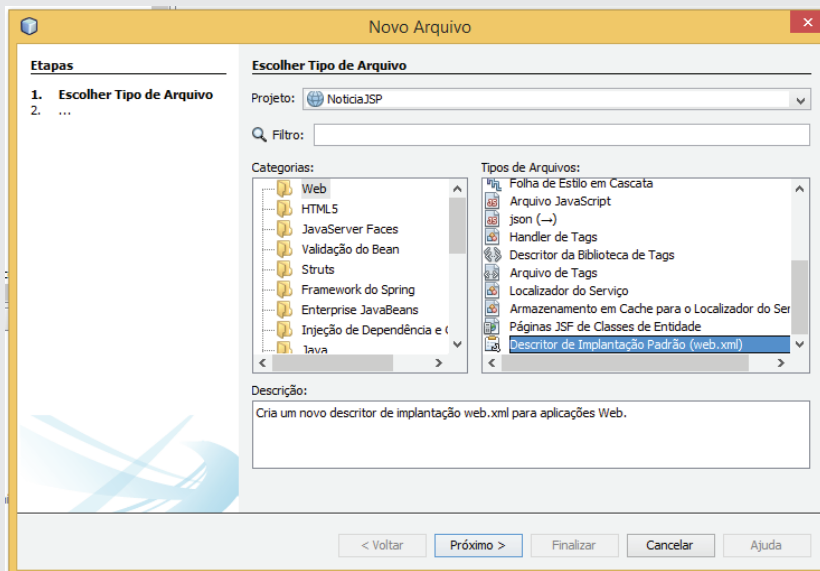 Novo Arquivo
Etapas
1. Escolher Tipo de Arquivo
2. ...
Escolher Tipo de Arquivo
Projeto: NoticiaJSP
Filtro:
Categorias:
Web
HTML5
JavaServer Faces
Validação do Bean
Struts
Framework do Spring
Enterprise JavaBeans
Injeção de Dependência e
Java
Tipos de Arquivos:
Folha de Estilo em Cascata
Arquivo JavaScript
json (→)
Handler de Tags
Descritor da Biblioteca de Tags
Arquivo de Tags
Localizador do Serviço
Armazenamento em Cache para o Localizador do Ser
Páginas JSF de Classes de Entidade
Descritor de Implantação Padrão (web.xml)
Descrição:
Cria um novo descritor de implantação web.xml para aplicações Web.
< Voltar
Próximo >
Finalizar
Cancelar
Ajuda